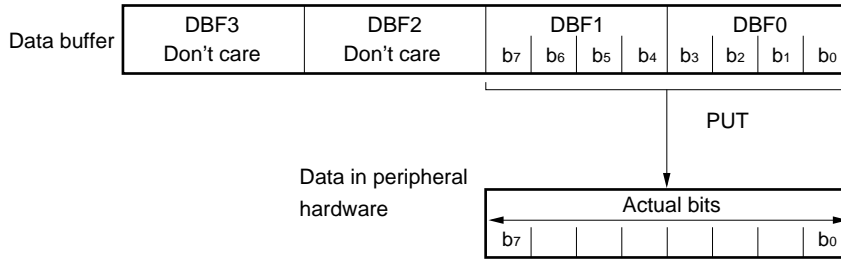 DBF3 DBF2 DBF1 DBF0
Data buffer
Don't care Don't care b7 b6 b5 b4 b3 b2 b1 b0
PUT
Data in peripheral
hardware
Actual bits
b7 b0